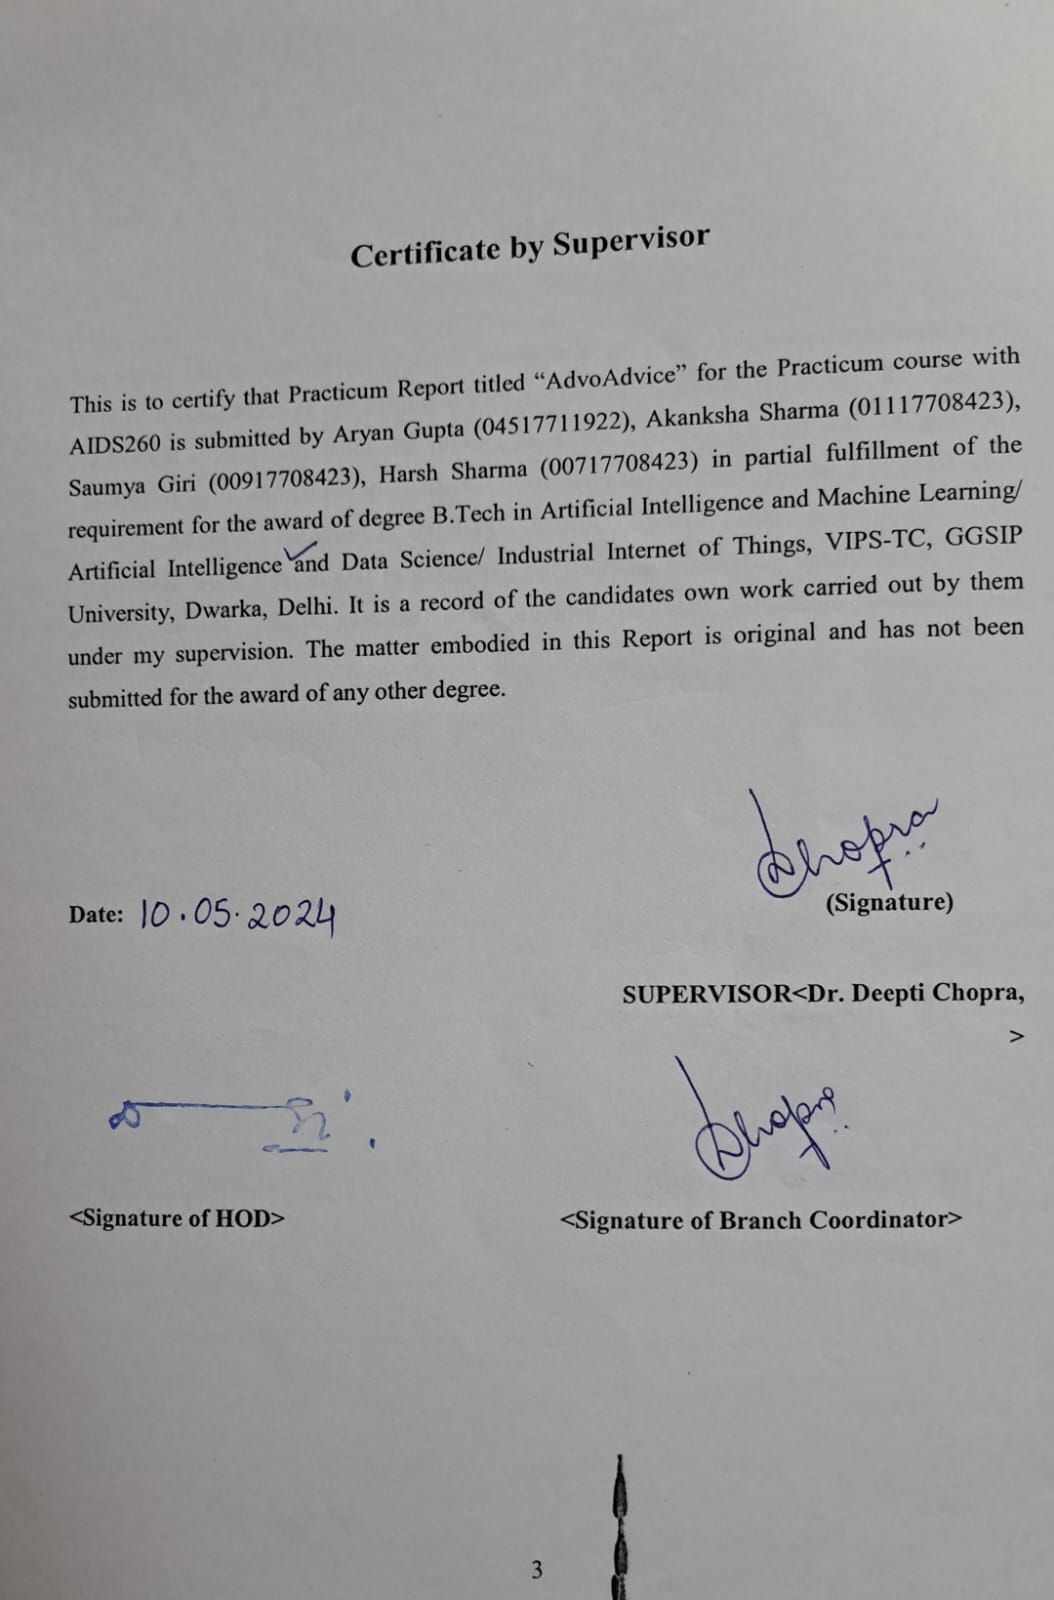 Certificate by Supervisor
This is to certify that Practicum Report titled “AdvoAdvice” for the Practicum course with
AIDS260 is submitted by Aryan Gupta (04517711922), Akanksha Sharma (01117708423),
Saumya Giri (00917708423), Harsh Sharma (00717708423) in partial fulfillment of the
requirement for the award of degree B.Tech in Artificial Intelligence and Machine Learning/
Artificial Intelligence and Data Science/ Industrial Internet of Things, VIPS-TC, GGSIP
University, Dwarka, Delhi. It is a record of the candidates own work carried out by them
under my supervision. The matter embodied in this Report is original and has not been
submitted for the award of any other degree.
Dchopra
(Signature)
Date: 10.05.2024
SUPERVISOR<Dr. Deepti Chopra,
>
Dchopra
<Signature of HOD>
<Signature of Branch Coordinator>
3